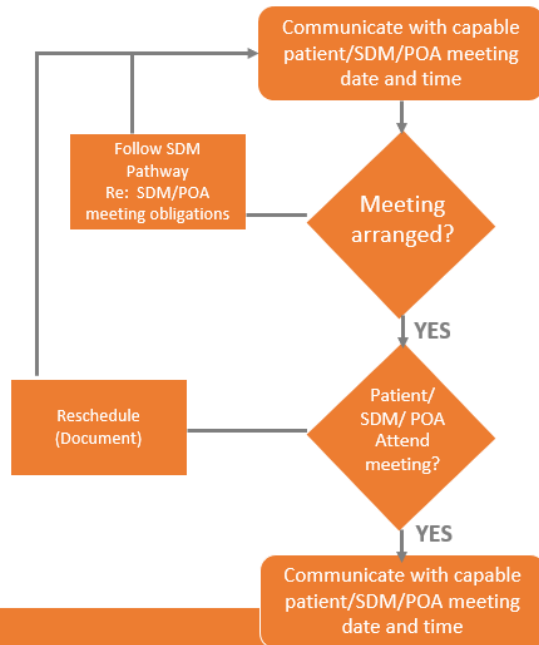 Communicate with capable
patient/SDM/POA meeting
date and time
Follow SDM
Pathway
Re:  SDM/POA
meeting obligations
Meeting
arranged?
YES
Patient/
SDM/ POA
Attend
meeting?
Reschedule
(Document)
YES
Communicate with capable
patient/SDM/POA meeting
date and time